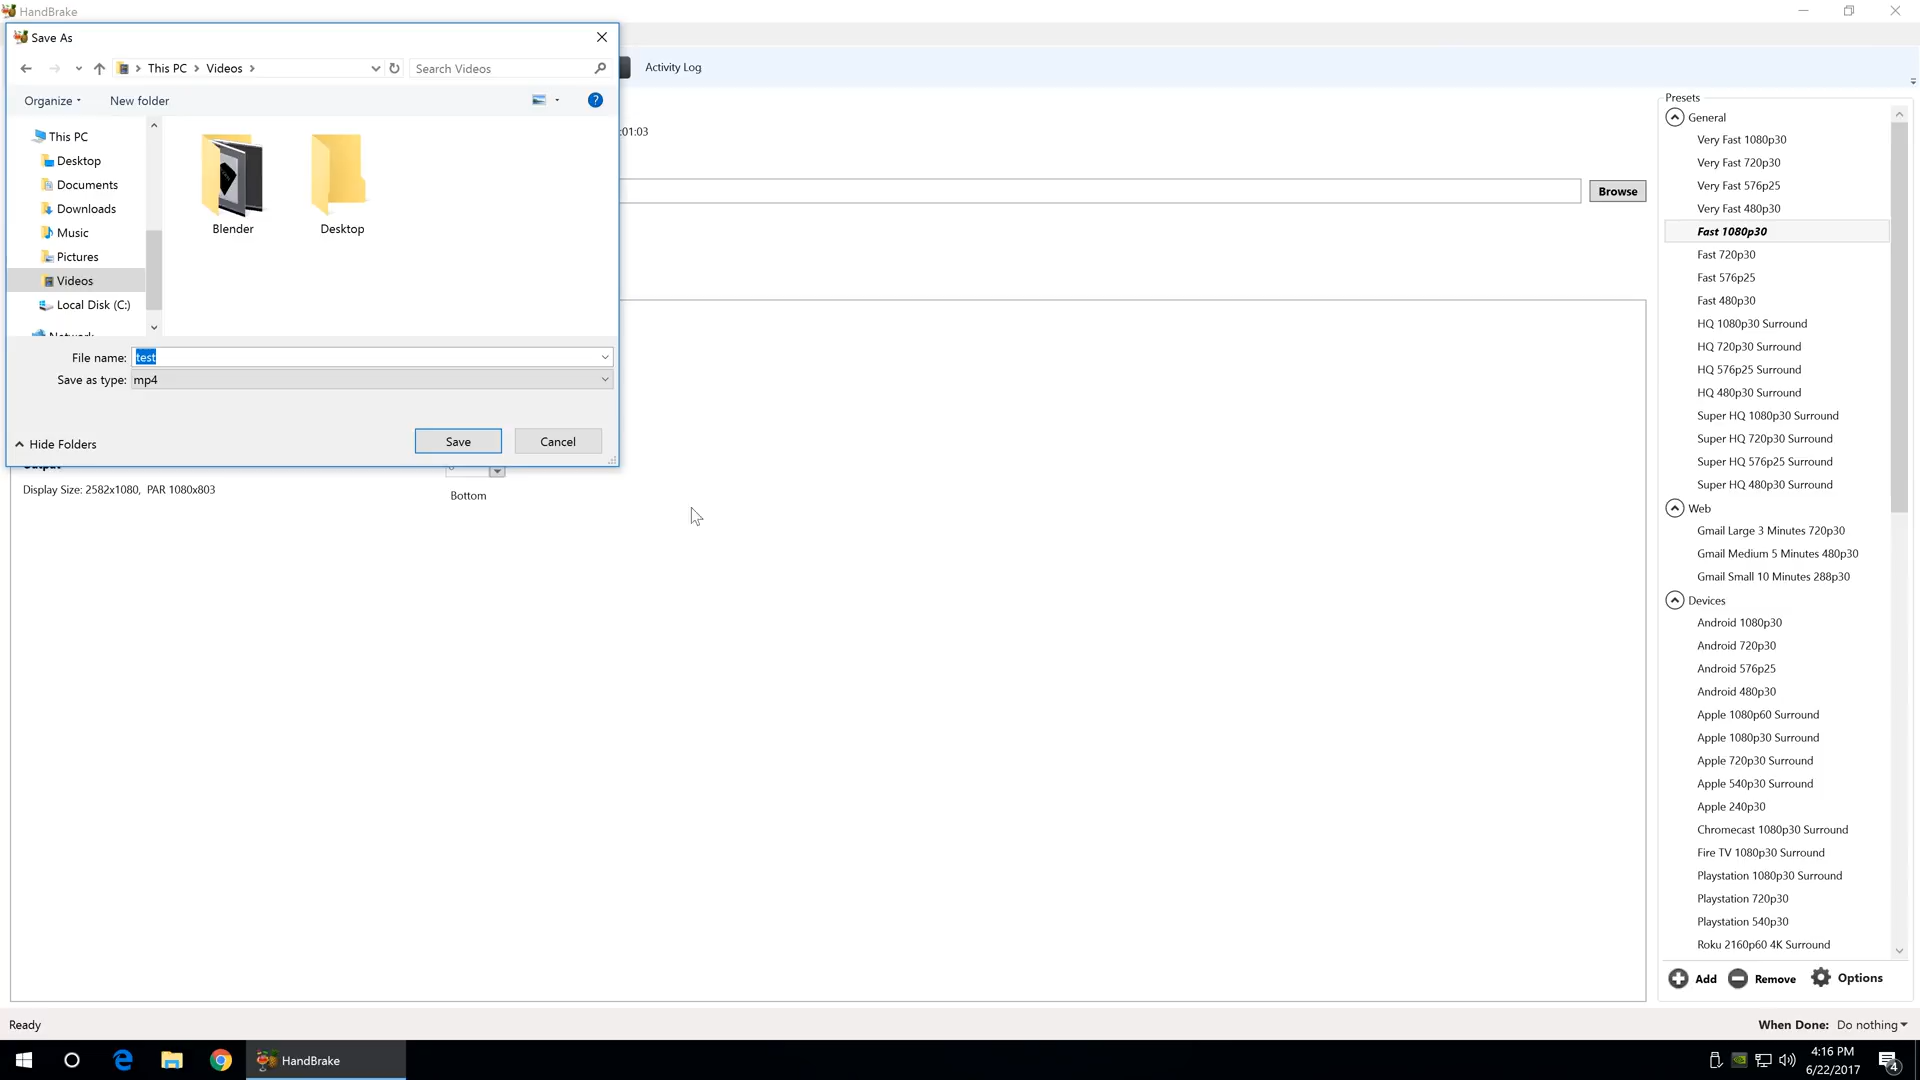 HandBrake
Save As
This PC
Videos
Search Videos
Activity Log
Organize
New folder
This PC
Desktop
Documents
Downloads
Music
Pictures
Videos
Local Disk (C:)
Network
Blender
Desktop
File name: test
Save as type: mp4
Hide Folders
Save
Cancel
:01:03
Browse
Output
Display Size: 2582x1080, PAR 1080x803
Bottom
Presets
General
Very Fast 1080p30
Very Fast 720p30
Very Fast 576p25
Very Fast 480p30
Fast 1080p30
Fast 720p30
Fast 576p25
Fast 480p30
HQ 1080p30 Surround
HQ 720p30 Surround
HQ 576p25 Surround
HQ 480p30 Surround
Super HQ 1080p30 Surround
Super HQ 720p30 Surround
Super HQ 576p25 Surround
Super HQ 480p30 Surround
Web
Gmail Large 3 Minutes 720p30
Gmail Medium 5 Minutes 480p30
Gmail Small 10 Minutes 288p30
Devices
Android 1080p30
Android 720p30
Android 576p25
Android 480p30
Apple 1080p60 Surround
Apple 1080p30 Surround
Apple 720p30 Surround
Apple 540p30 Surround
Apple 240p30
Chromecast 1080p30 Surround
Fire TV 1080p30 Surround
Playstation 1080p30 Surround
Playstation 720p30
Playstation 540p30
Roku 2160p60 4K Surround
Add
Remove
Options
Ready
When Done: Do nothing
HandBrake
4:16 PM
6/22/2017
4